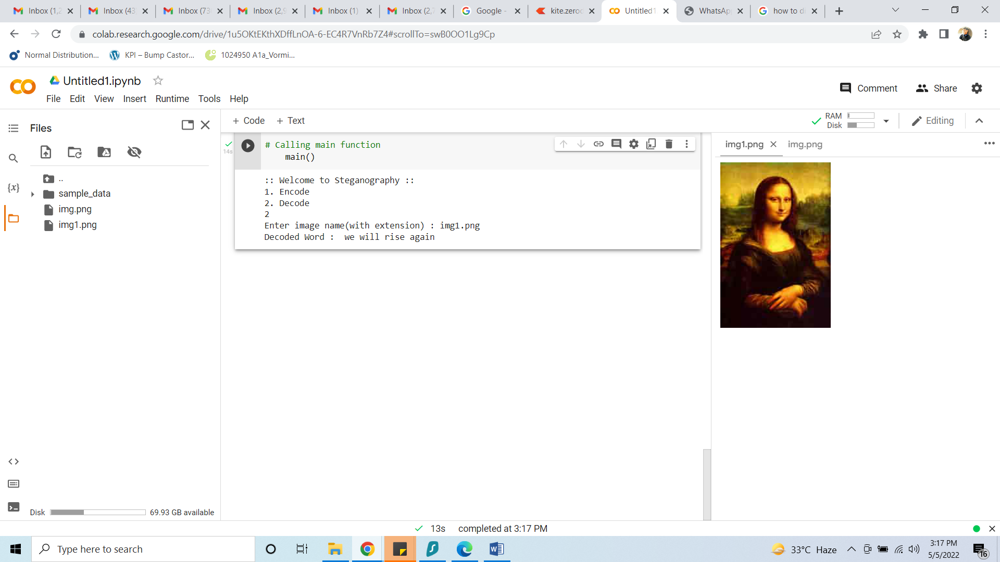 Inbox (1,2
Inbox (43
Inbox (73
Inbox (2,9
Inbox (1)
Inbox (2,7
Google -
kite.zeroc
Untitled1
WhatsAp
how to di
colab.research.google.com/drive/1u5OKtEKthXDffLnOA-6-EC4R7VnRb7Z4#scrollTo=swB0OO1Lg9Cp
Normal Distribution...
KPI – Bump Castor...
1024950 A1a_Vormi...
Untitled1.ipynb
File Edit View Insert Runtime Tools Help
Comment
Share
Files
+ Code + Text
RAM
Disk
Editing
..
sample_data
img.png
img1.png
14s
# Calling main function
main()
:: Welcome to Steganography ::
1. Encode
2. Decode
2
Enter image name(with extension) : img1.png
Decoded Word :  we will rise again
img1.png
img.png
{x}
Disk
69.93 GB available
13s completed at 3:17 PM
Type here to search
33°C Haze
3:17 PM
5/5/2022
16